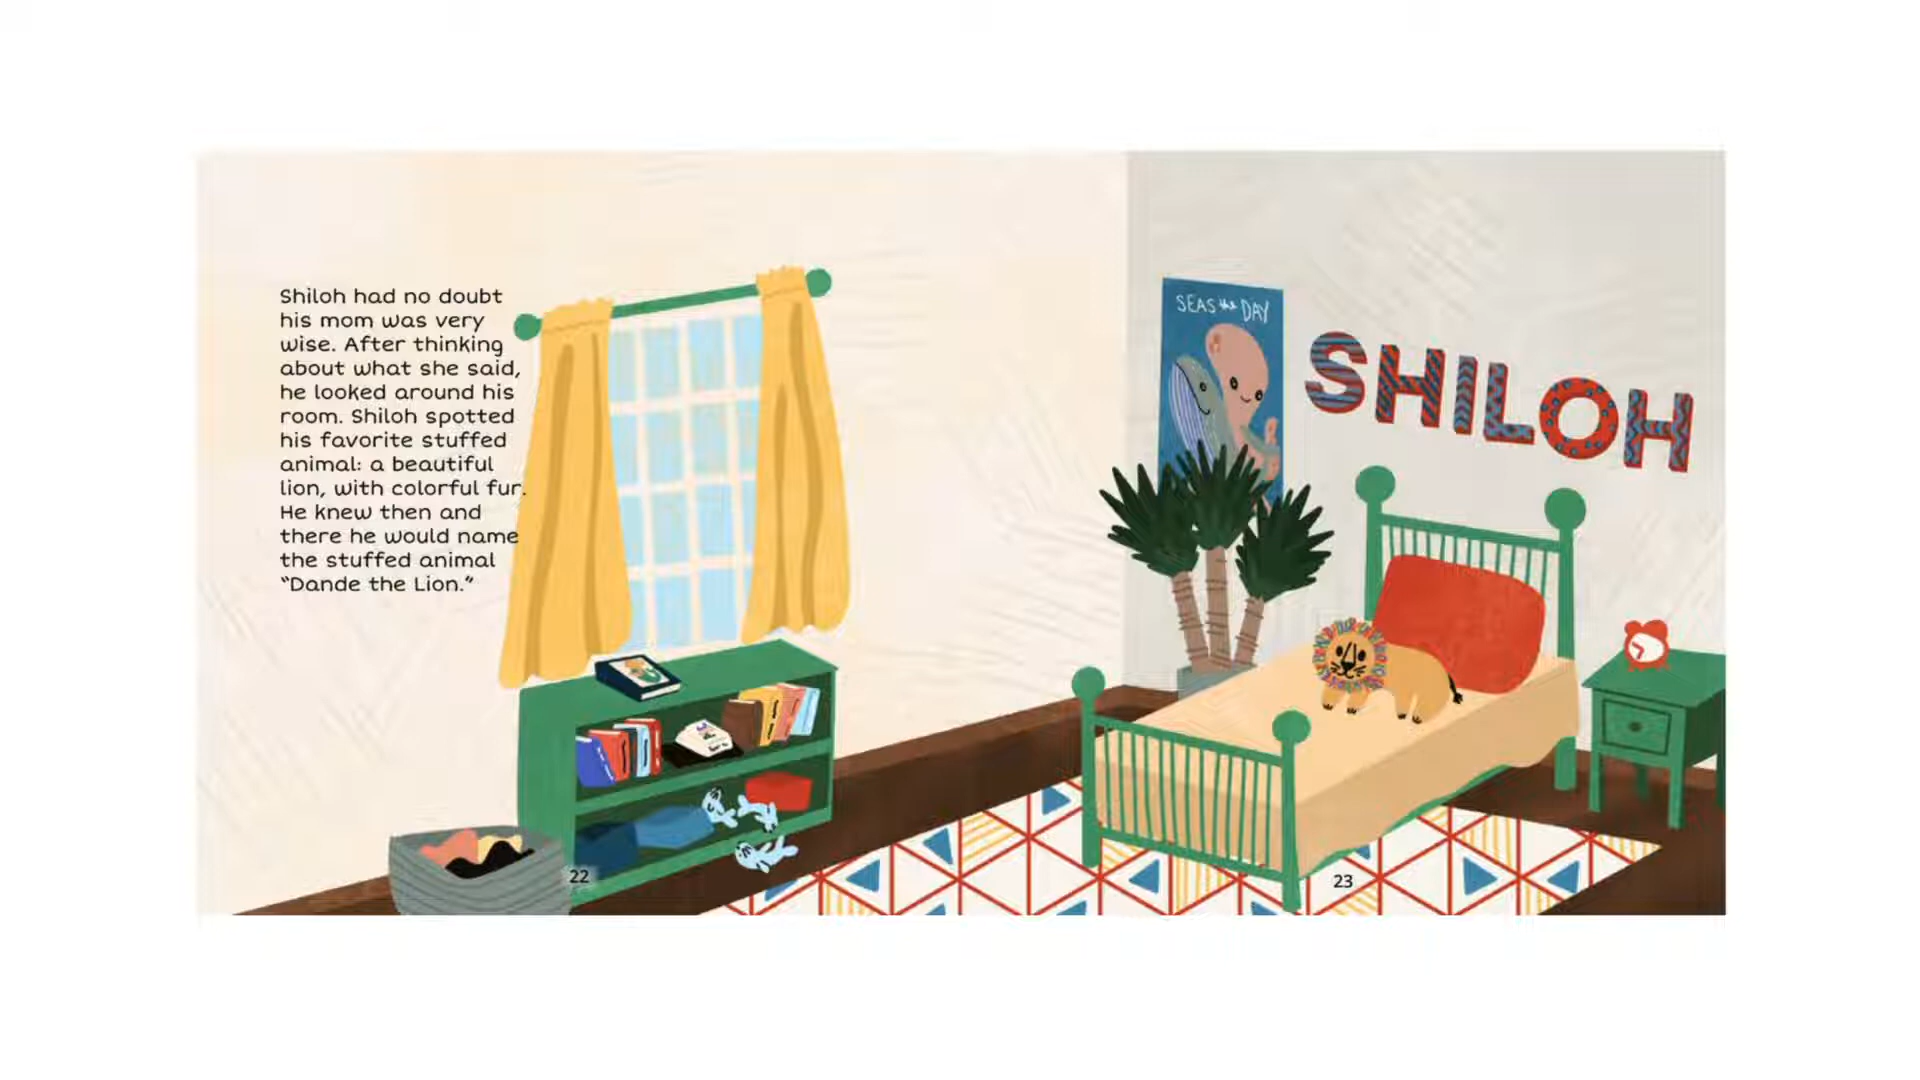 Shiloh had no doubt
his mom was very
wise. After thinking
about what she said,
he looked around his
room. Shiloh spotted
his favorite stuffed
animal: a beautiful
lion, with colorful fur.
He knew then and
there he would name
the stuffed animal
“Dande the Lion.”
SEAS the DAY
SHILOH
22
23